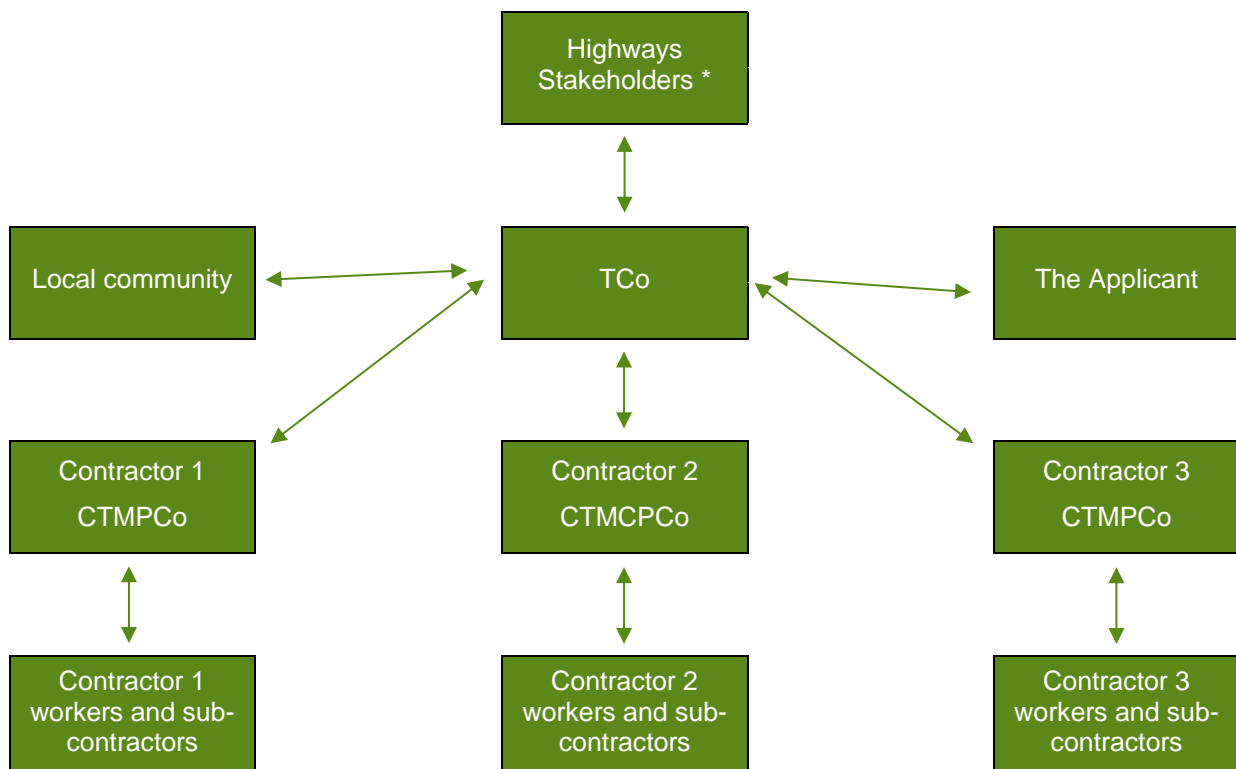 Highways
Stakeholders *
Local community
TCo
The Applicant
Contractor 1
CTMPCo
Contractor 2
CTMCPCo
Contractor 3
CTMPCo
Contractor 1
workers and sub-
contractors
Contractor 2
workers and sub-
contractors
Contractor 3
workers and sub-
contractors